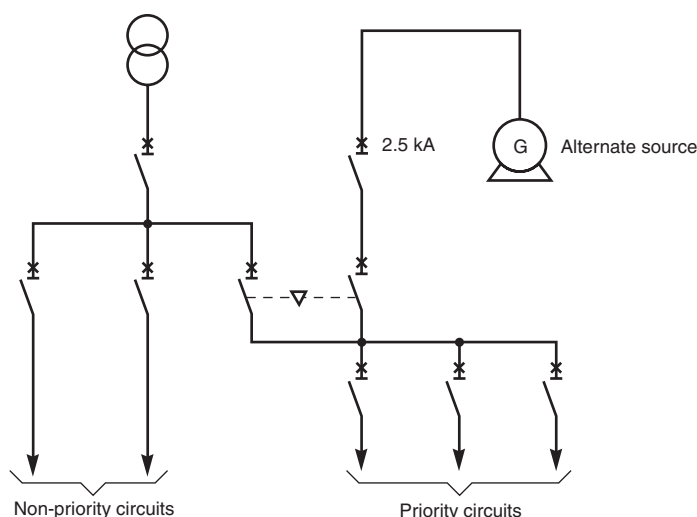 2.5 kA
G
Alternate source
Non-priority circuits
Priority circuits